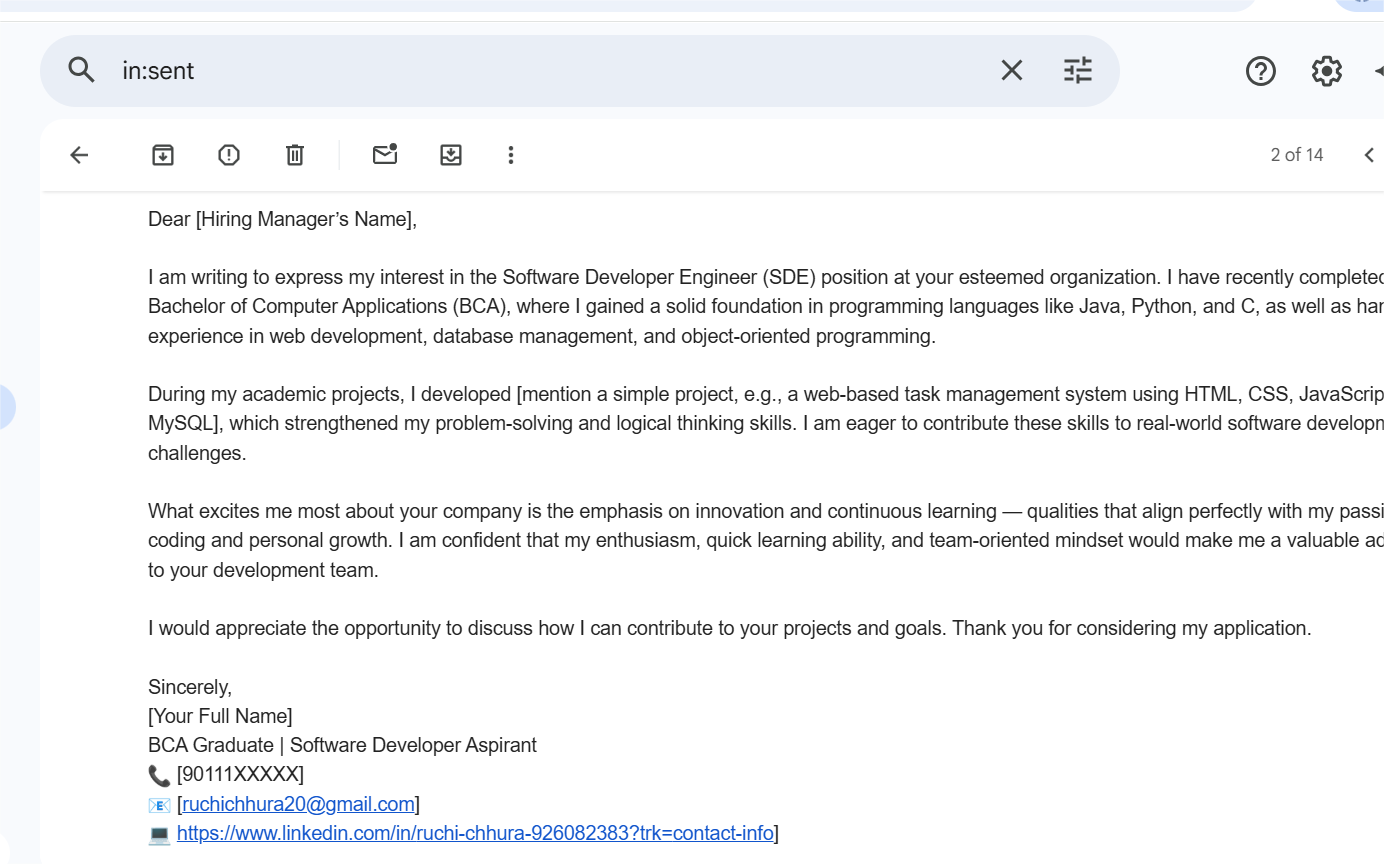 in:sent
2 of 14
Dear [Hiring Manager’s Name],
I am writing to express my interest in the Software Developer Engineer (SDE) position at your esteemed organization. I have recently completed
Bachelor of Computer Applications (BCA), where I gained a solid foundation in programming languages like Java, Python, and C, as well as
experience in web development, database management, and object-oriented programming.
During my academic projects, I developed [mention a simple project, e.g., a web-based task management system using HTML, CSS,
MySQL], which strengthened my problem-solving and logical thinking skills. I am eager to contribute these skills to real-world software
challenges.
What excites me most about your company is the emphasis on innovation and continuous learning — qualities that align perfectly with my
coding and personal growth. I am confident that my enthusiasm, quick learning ability, and team-oriented mindset would make me a valuable
to your development team.
I would appreciate the opportunity to discuss how I can contribute to your projects and goals. Thank you for considering my application.
Sincerely,
[Your Full Name]
BCA Graduate | Software Developer Aspirant
📞 [90111XXXXX]
📧 [ruchichhura20@gmail.com]
💻 https://www.linkedin.com/in/ruchi-chhura-926082383?trk=contact-info]